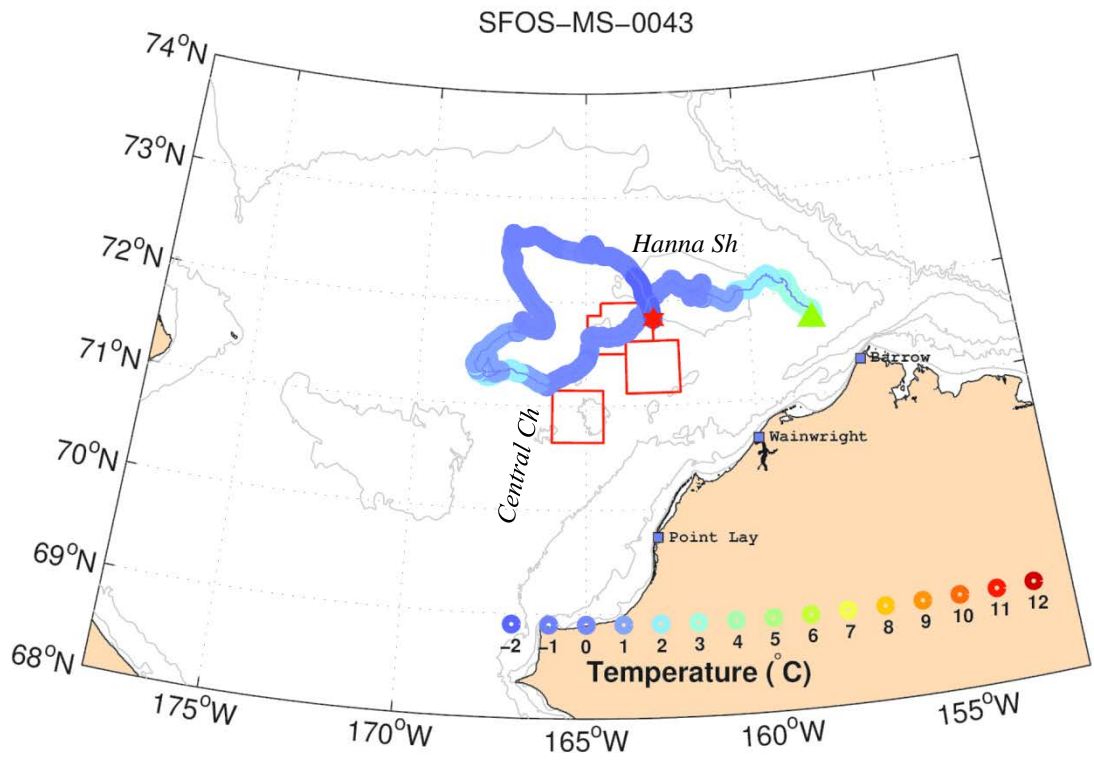 SFOS-MS-0043
74°N
73°N
72°N
71°N
70°N
69°N
68°N
Hanna Sh
Central Ch
Barrow
Wainwright
Point Lay
-2 -1 0 1 2 3 4 5 6 7 8 9 10 11 12
Temperature (°C)
175°W 170°W 165°W 160°W 155°W